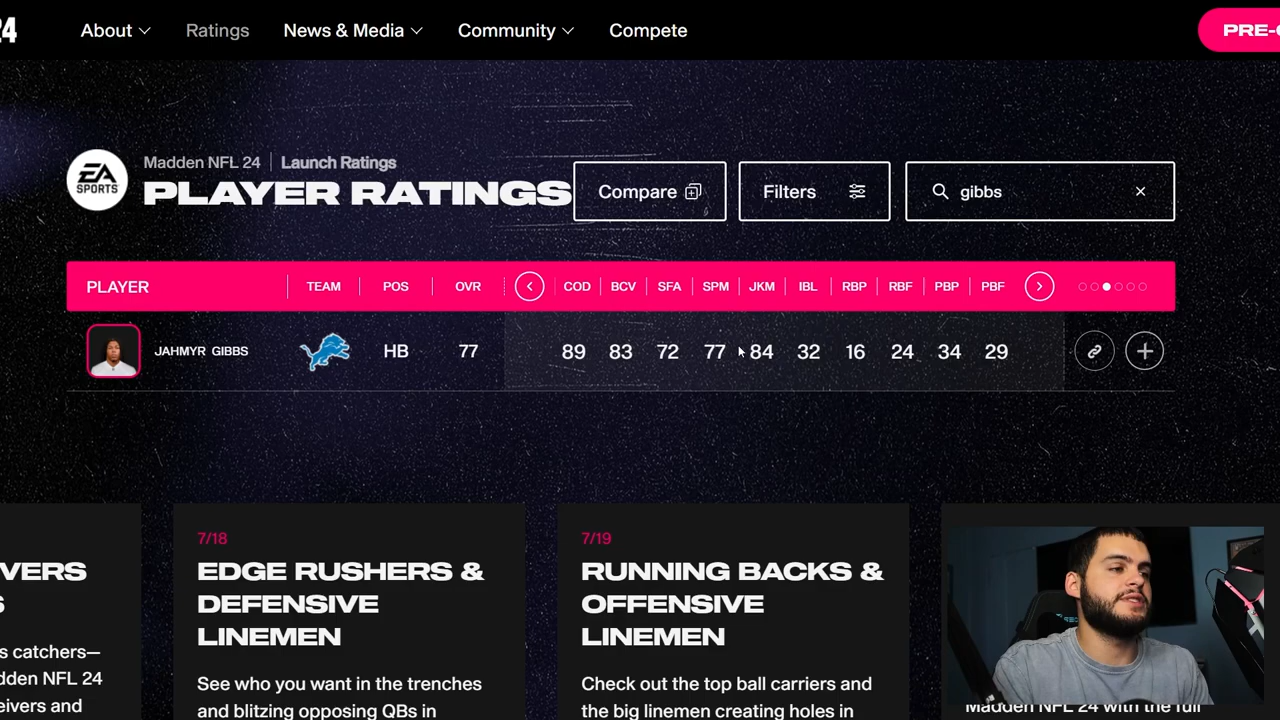 24
About
Ratings
News & Media
Community
Compete
PRE-
EA
SPORTS
Madden NFL 24 | Launch Ratings
PLAYER RATINGS
Compare
Filters
gibbs
PLAYER TEAM POS OVR COD BCV SFA SPM JKM IBL RBP RBF PBP PBF
JAHMYR GIBBS HB 77 89 83 72 77 84 32 16 24 34 29
VERS
S
s catchers—
dden NFL 24
eivers and
7/18
EDGE RUSHERS &
DEFENSIVE
LINEMEN
See who you want in the trenches
and blitzing opposing QBs in
7/19
RUNNING BACKS &
OFFENSIVE
LINEMEN
Check out the top ball carriers and
the big linemen creating holes in
Madden NFL 24 with the full